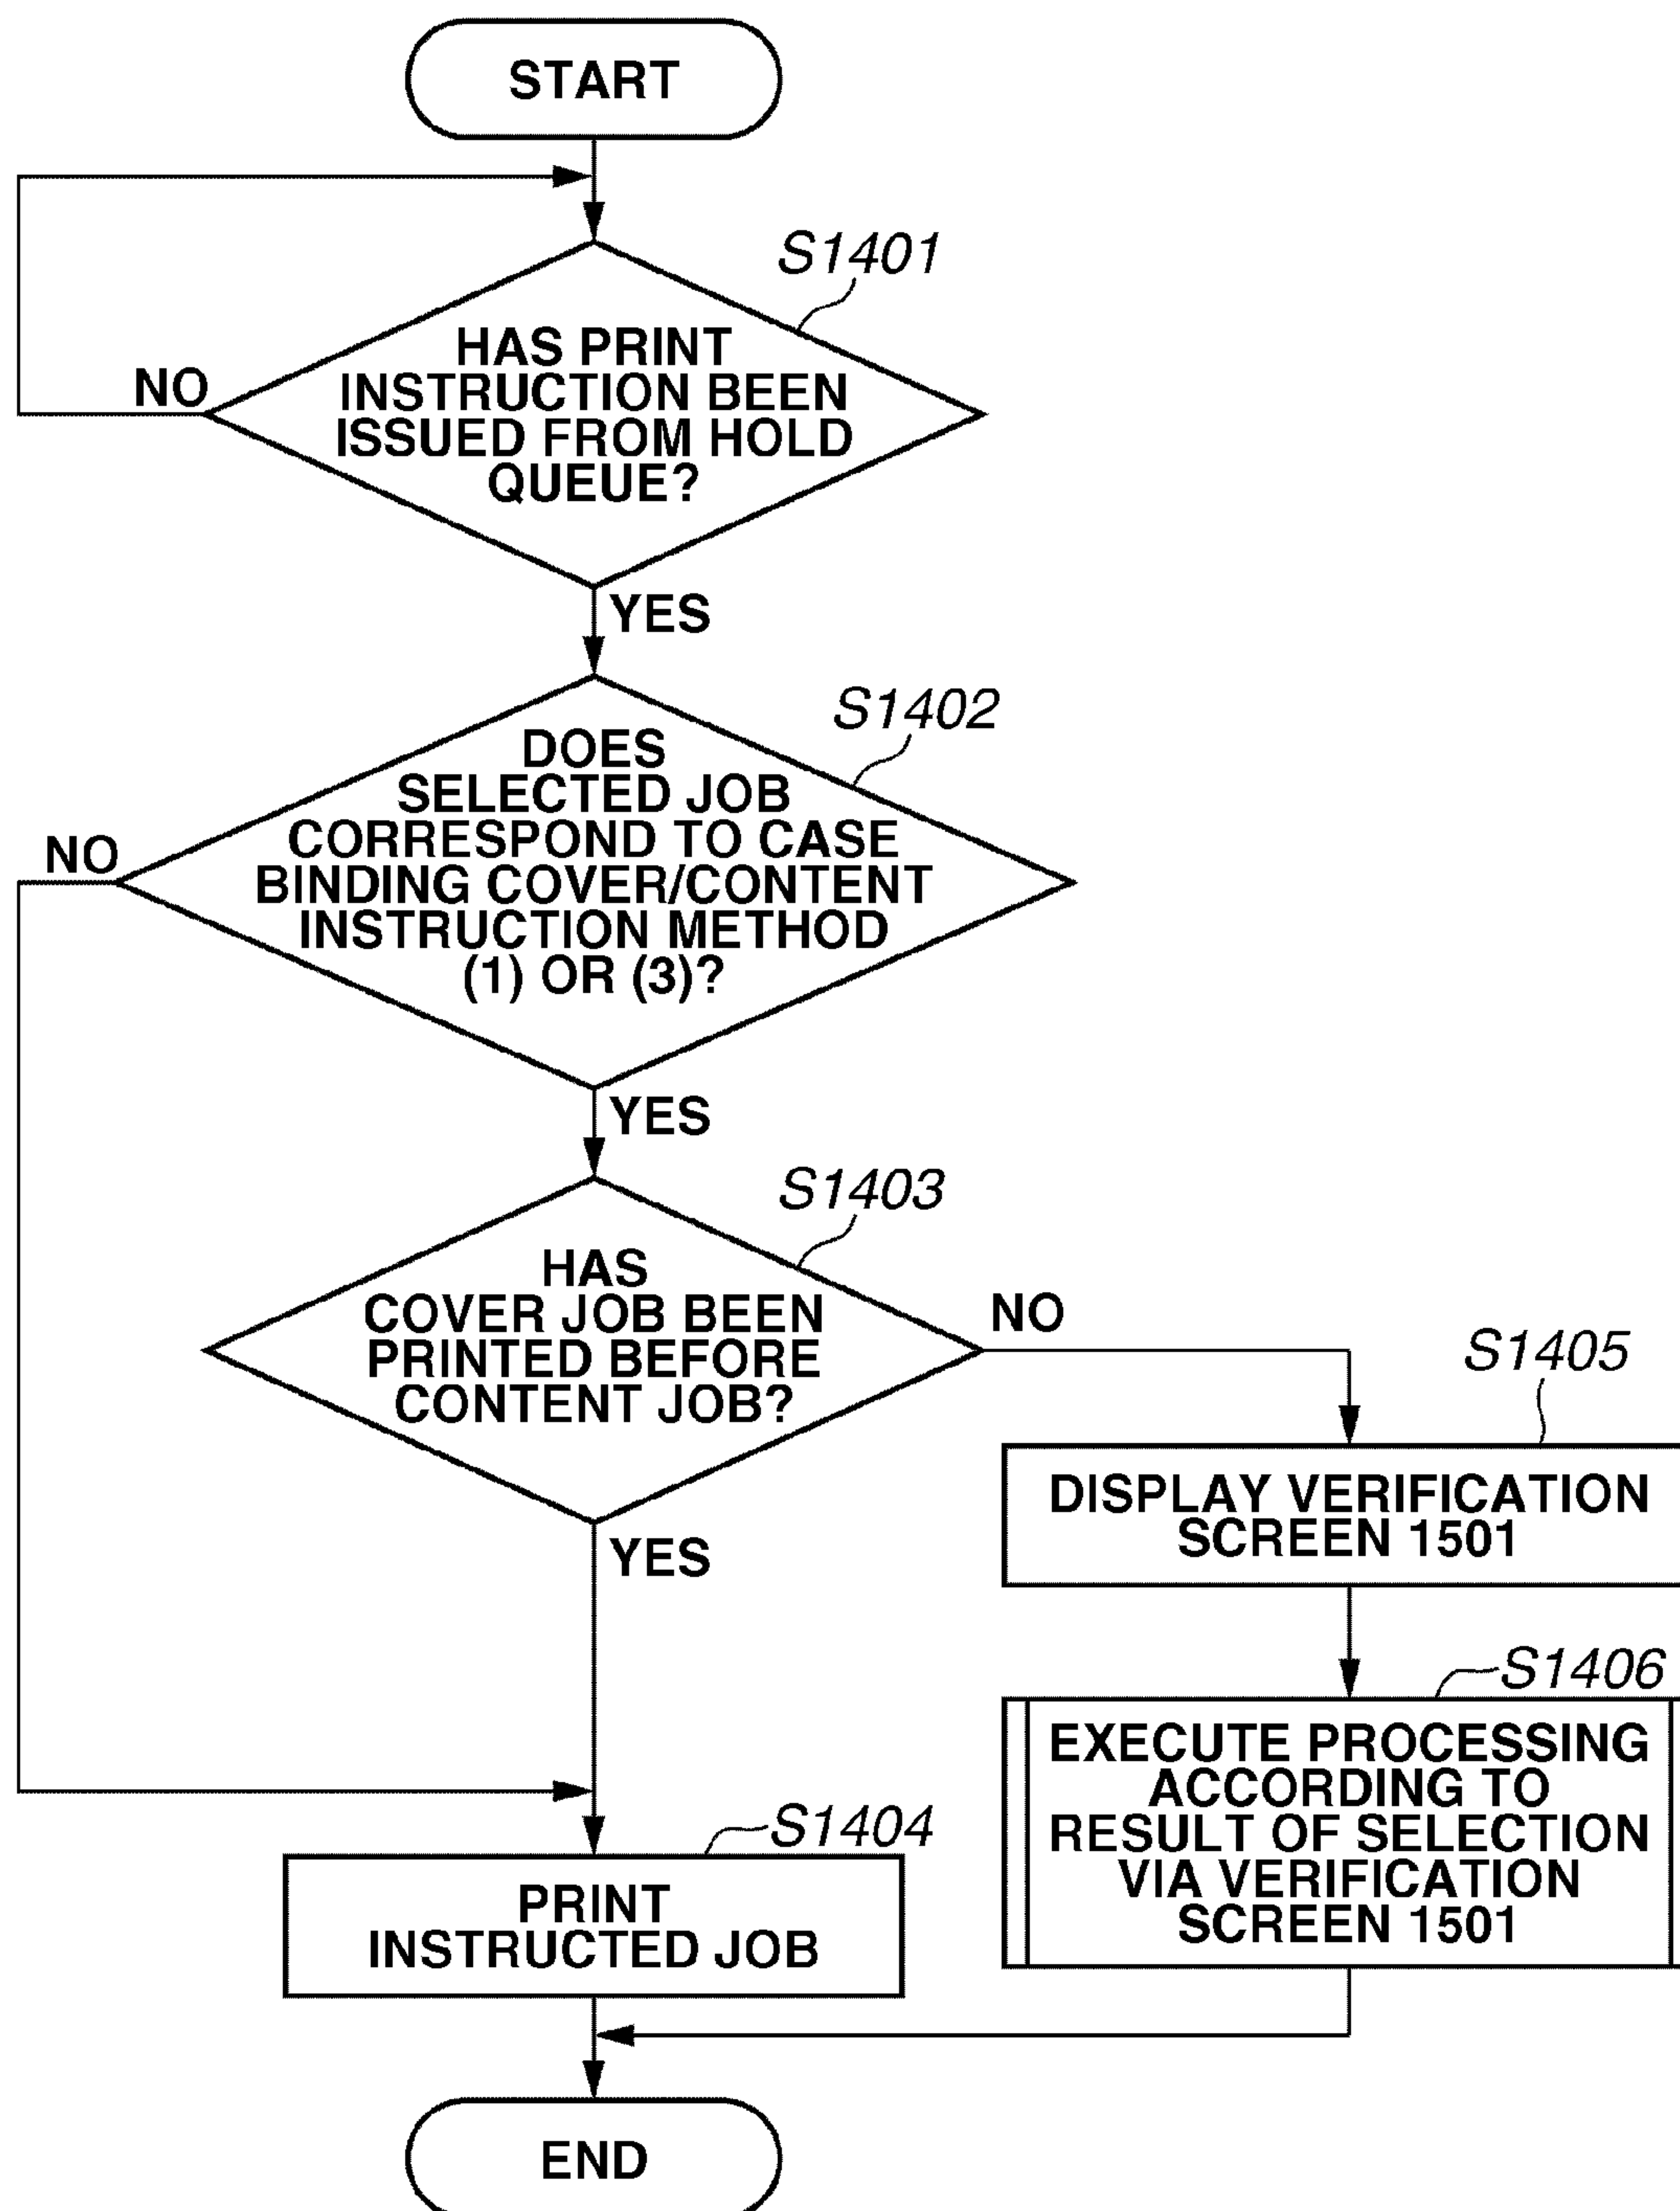 START
S1401
HAS PRINT
INSTRUCTION BEEN
ISSUED FROM HOLD
QUEUE?
NO
YES
S1402
DOES
SELECTED JOB
CORRESPOND TO CASE
BINDING COVER/CONTENT
INSTRUCTION METHOD
(1) OR (3)?
NO
YES
S1403
HAS
COVER JOB BEEN
PRINTED BEFORE
CONTENT JOB?
NO
YES
S1405
DISPLAY VERIFICATION
SCREEN 1501
S1406
EXECUTE PROCESSING
ACCORDING TO
RESULT OF SELECTION
VIA VERIFICATION
SCREEN 1501
S1404
PRINT
INSTRUCTED JOB
END